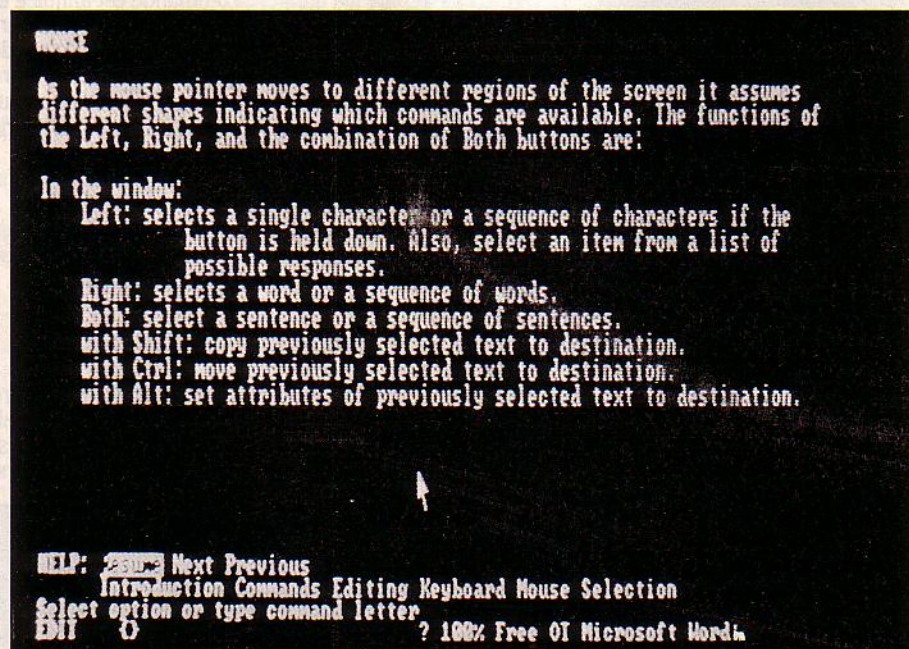 MOUSE
As the mouse pointer moves to different regions of the screen it assumes
different shapes indicating which commands are available. The functions of
the Left, Right, and the combination of Both buttons are:
In the window:
Left: selects a single character or a sequence of characters if the
button is held down. Also, select an item from a list of
possible responses.
Right: selects a word or a sequence of words.
Both: select a sentence or a sequence of sentences.
with Shift: copy previously selected text to destination.
with Ctrl: move previously selected text to destination.
with Alt: set attributes of previously selected text to destination.
HELP: Resume Next Previous
Introduction Commands Editing Keyboard Mouse Selection
Select option or type command letter
EDIT {} ? 100% Free OT Microsoft Word: